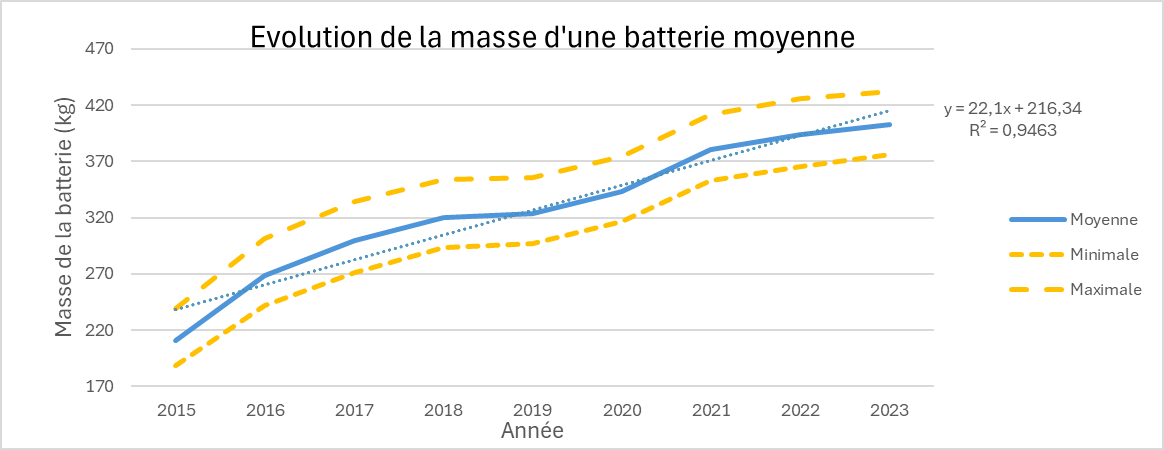 Evolution de la masse d'une batterie moyenne
Masse de la batterie (kg)
470
420
370
320
270
220
170
2015 2016 2017 2018 2019 2020 2021 2022 2023
Année
y = 22,1x + 216,34
R² = 0,9463
Moyenne
Minimale
Maximale